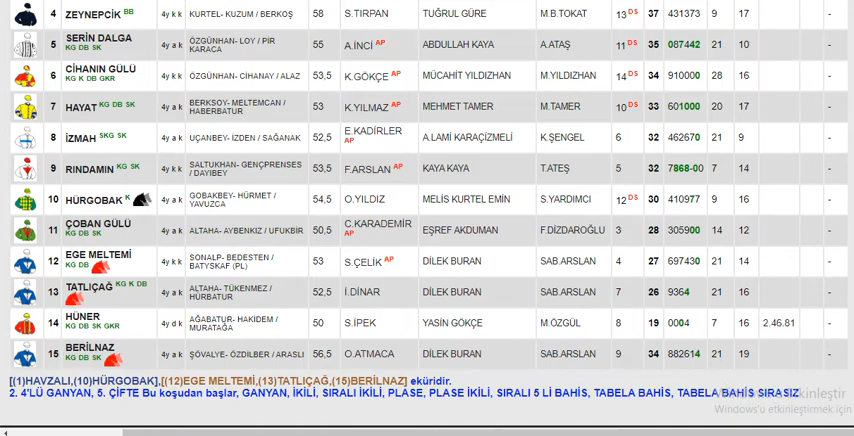 4 ZEYNEPCİK BB 4y k k KURTEL- KUZUM / BERKOŞ 58 S.TIRPAN TUĞRUL GÜRE M.B.TOKAT 13 DS 37 431373 9 17 -
5 SERİN DALGA KG DB SK 4y a k ÖZGÜNHAN- LOY / PİR KARACA 55 A.İNCİ AP ABDULLAH KAYA A.ATAŞ 11 DS 35 087442 21 10 -
6 CİHANIN GÜLÜ KG K DB GKR 4y k k ÖZGÜNHAN- CİHANAY / ALAZ 53,5 K.GÖKÇE AP MÜCAHİT YILDIZHAN M.YILDIZHAN 14 DS 34 910000 28 16 -
7 HAYAT KG DB SK 4y a k BERKSOY- MELTEMCAN / HABERBATUR 53 K.YILMAZ AP MEHMET TAMER M.TAMER 10 DS 33 601000 20 17 -
8 İZMAH SKG SK 4y a k UÇANBEY- İZDEN / SAĞANAK 52,5 E.KADİRLER AP A.LAMİ KARAÇİZMELİ K.ŞENGEL 6 32 462670 21 9 -
9 RINDAMIN KG SK 4y a k SALTUKHAN- GENÇPRENSES / DAYIBEY 53,5 F.ARSLAN AP KAYA KAYA T.ATEŞ 5 32 7868-00 7 14 -
10 HÜRGOBAK K 4y a k GOBAKBEY- HÜRMET / YAVUZCA 54,5 O.YILDIZ MELİS KURTEL EMİN S.YARDIMCI 12 DS 30 410977 9 16 -
11 ÇOBAN GÜLÜ KG DB SK 4y a k ALTAHA- AYBENKIZ / UFUKBİR 50,5 C.KARADEMİR AP EŞREF AKDUMAN F.DİZDAROĞLU 3 28 305900 14 12 -
12 EGE MELTEMİ KG DB 4y k k SONALP- BEDESTEN / BATYSKAF (PL) 53 S.ÇELİK AP DİLEK BURAN SAB.ARSLAN 4 27 697430 21 14 -
13 TATLIÇAĞ KG K DB SK 4y a k ALTAHA- TÜKENMEZ / HÜRBATUR 52,5 İ.DİNAR DİLEK BURAN SAB.ARSLAN 7 26 9364 21 16 -
14 HÜNER KG DB SK GKR 4y d k AĞABATUR- HAKİDEM / MURATAĞA 50 S.İPEK YASİN GÖKÇE M.ÖZGÜL 8 19 0004 7 16 2.46.81 -
15 BERİLNAZ KG DB SK 4y a k ŞÖVALYE- ÖZDİLBER / ARASLI 56,5 O.ATMACA DİLEK BURAN SAB.ARSLAN 9 34 882614 21 19 -
[(1)HAVZALI,(10)HÜRGOBAK],[(12)EGE MELTEMİ,(13)TATLIÇAĞ,(15)BERİLNAZ] eküridir.
2. 4'LÜ GANYAN, 5. ÇİFTE Bu koşudan başlar, GANYAN, İKİLİ, SIRALI İKİLİ, PLASE, PLASE İKİLİ, SIRALI 5 Lİ BAHİS, TABELA BAHİS, TABELA BAHİS SIRASIZ
Windows'u Etkinleştir
Windows'u etkinleştirmek için